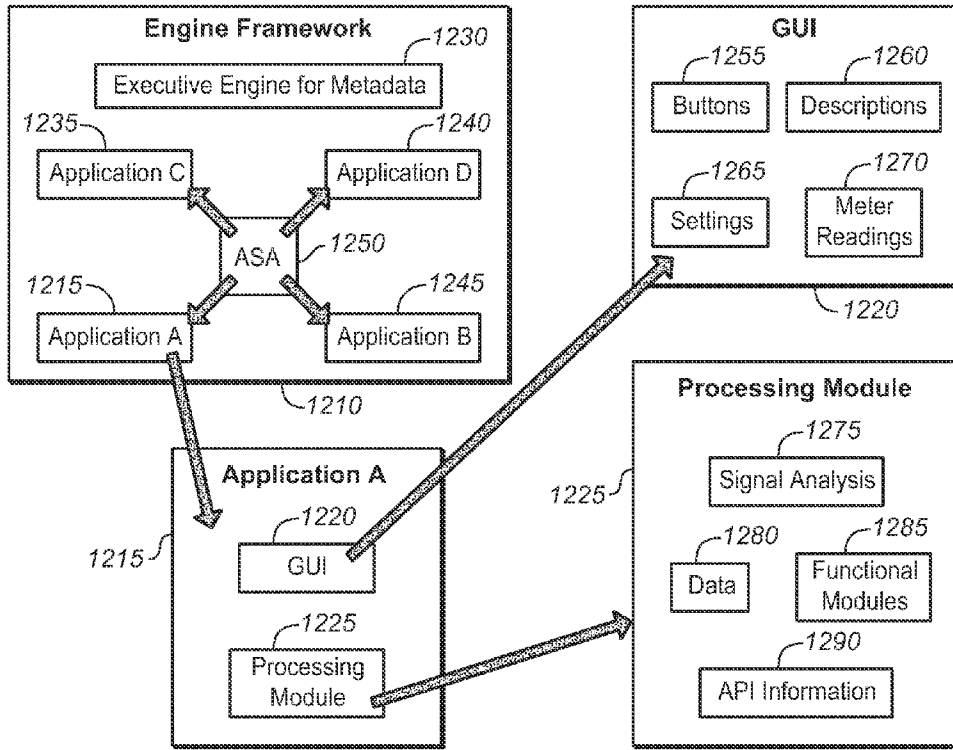 Engine Framework
1230
Executive Engine for Metadata
1235
1240
Application C
Application D
ASA
1250
1215
1245
Application A
Application B
1210
GUI
1255
1260
Buttons
Descriptions
1265
1270
Settings
Meter
Readings
1220
Application A
1215
1220
GUI
1225
Processing
Module
Processing Module
1225
1275
Signal Analysis
1280
1285
Data
Functional
Modules
1290
API Information